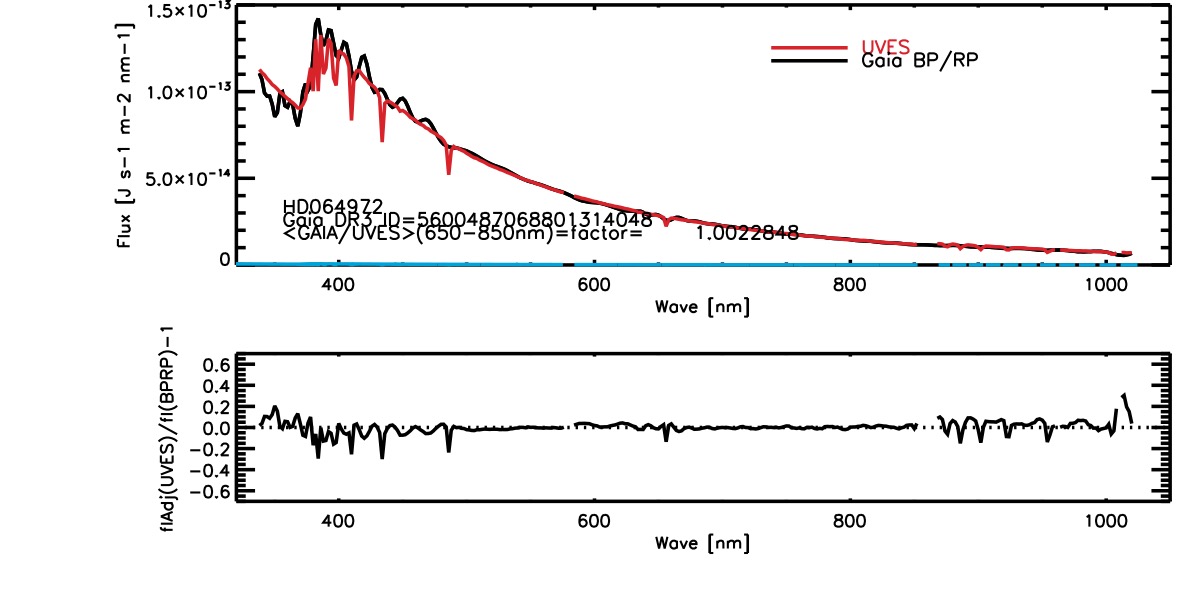 1.5×10−13
1.0×10−13
5.0×10−14
0
Flux [J s−1 m−2 nm−1]
UVES
Gaia BP/RP
HD064972
Gaia DR3 ID=5600487068801314048
<GAIA/UVES>(650−850nm)=factor= 1.0022848
400 600 800 1000
Wave [nm]
flAdj(UVES)/fl(BPRP)−1
0.6
0.4
0.2
0.0
−0.2
−0.4
−0.6
400 600 800 1000
Wave [nm]